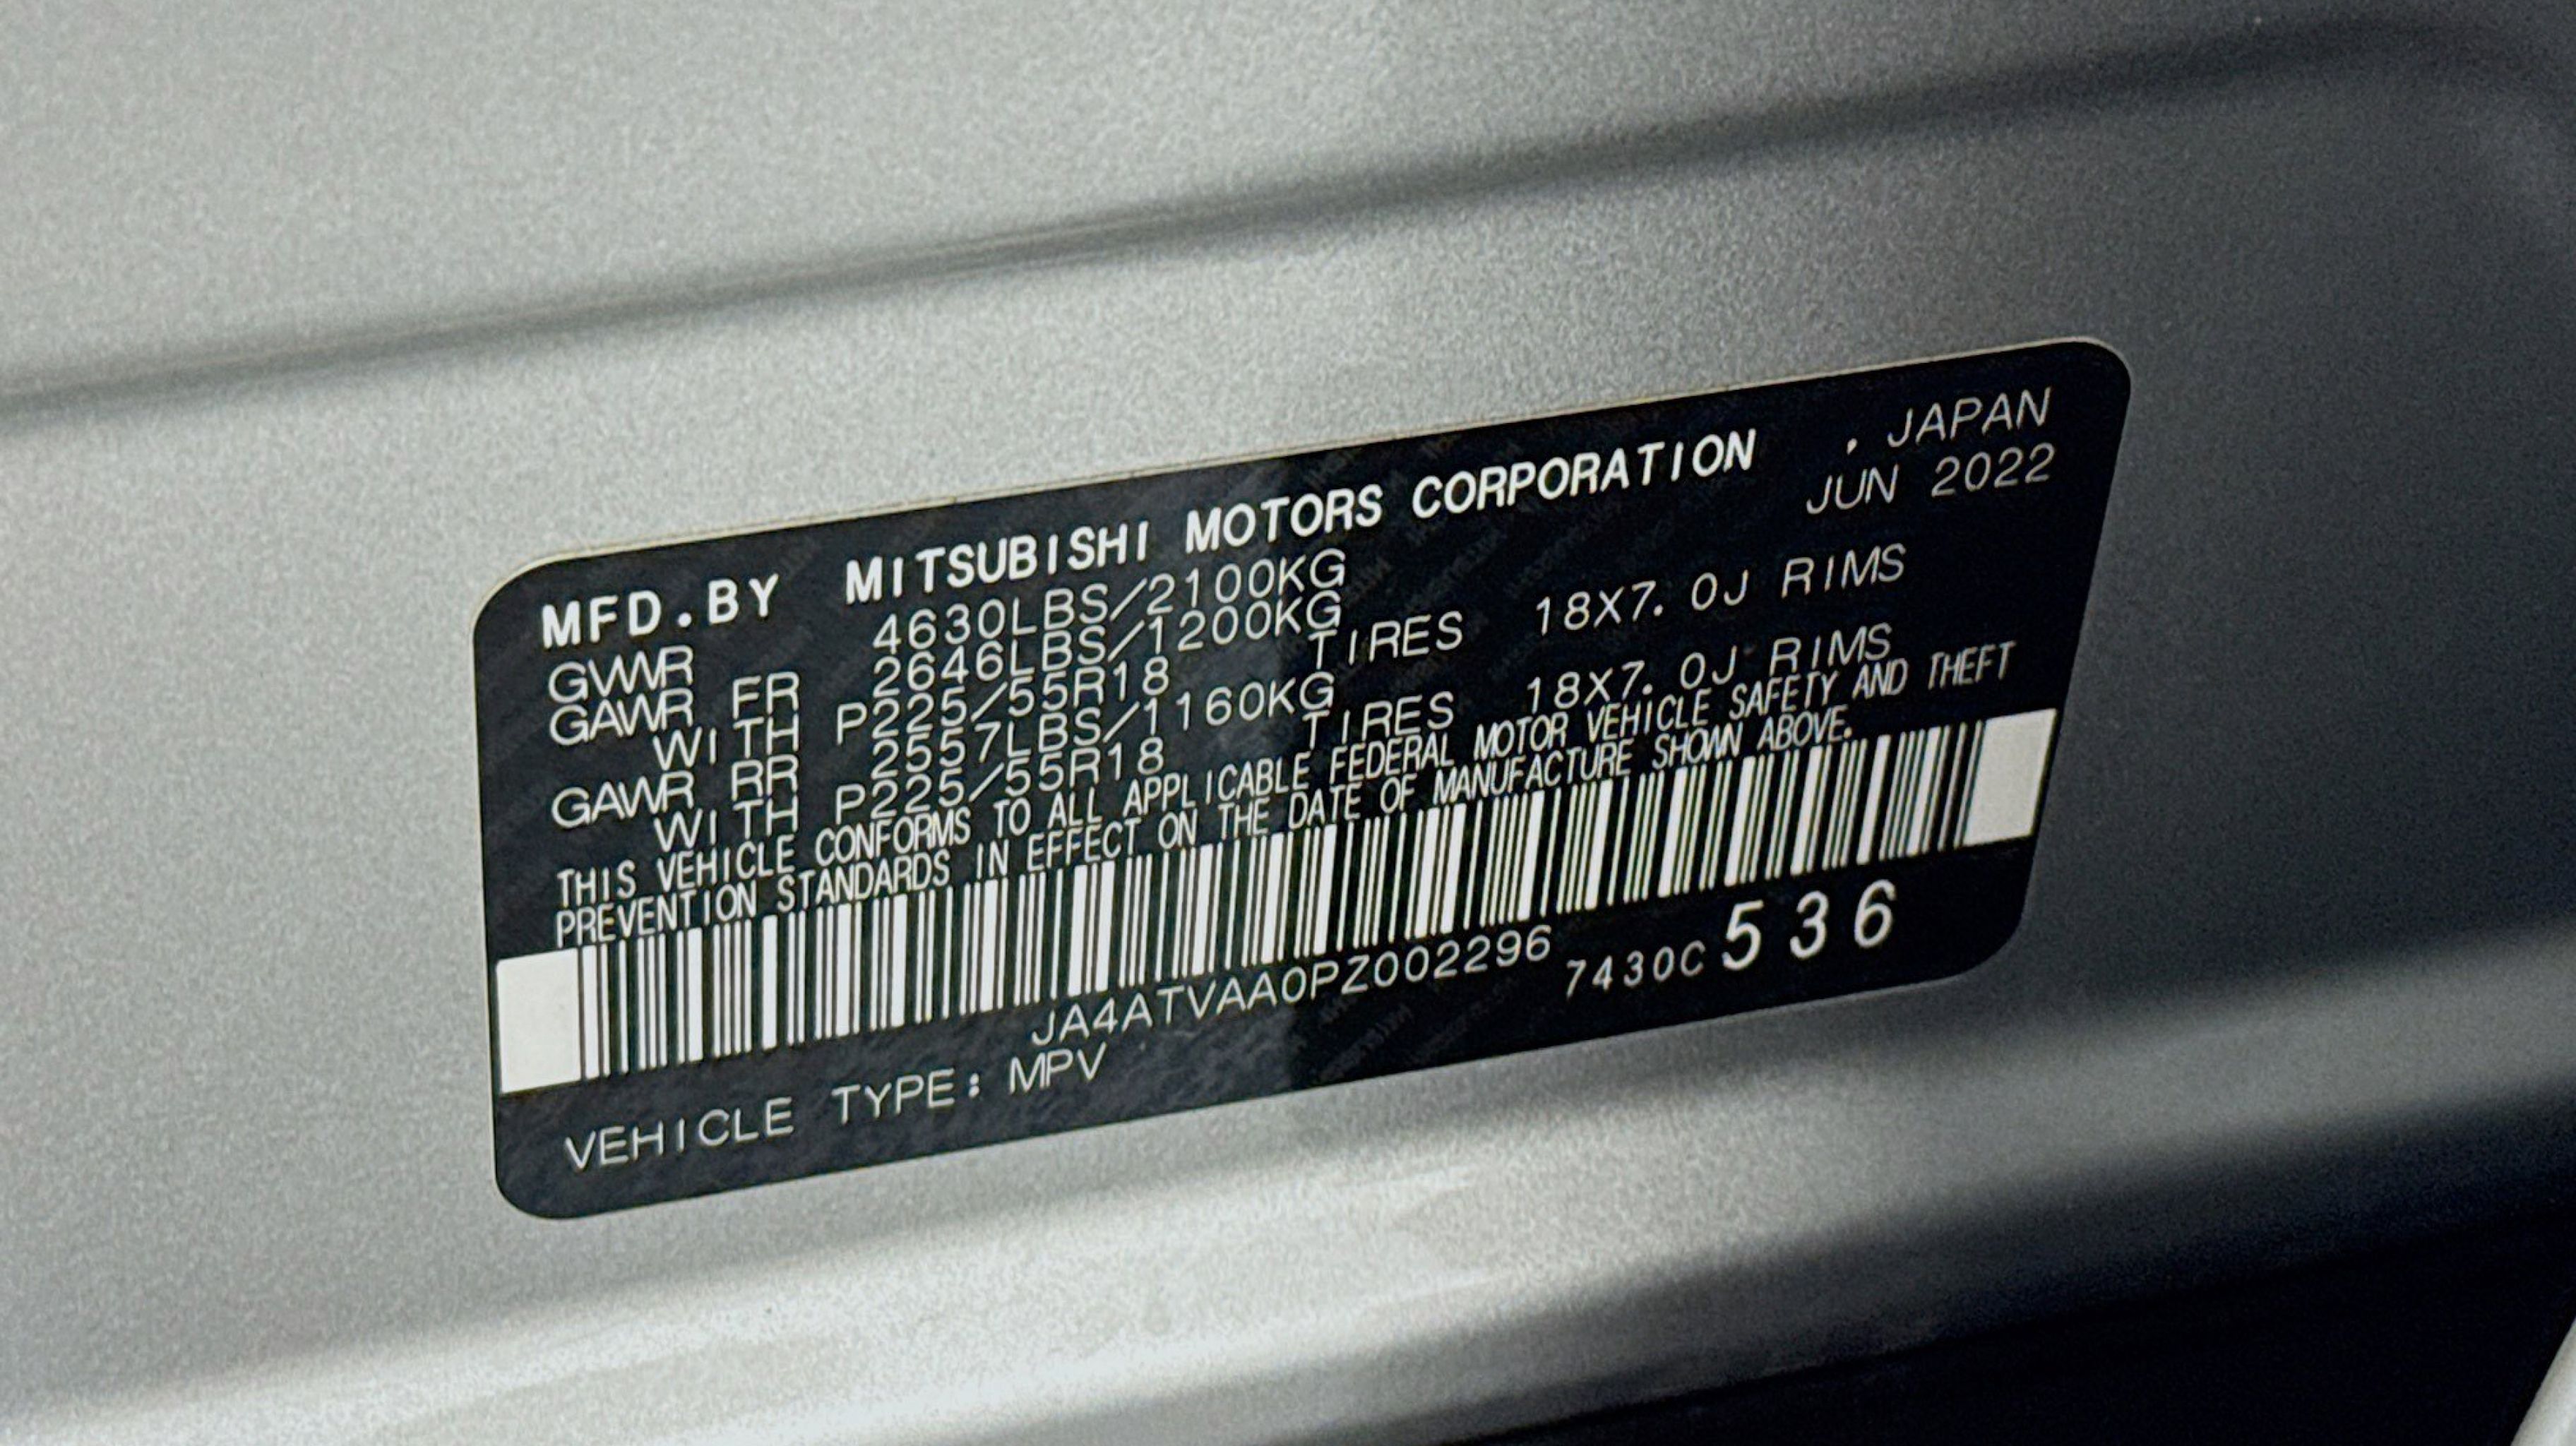 MFD.BY MITSUBISHI MOTORS CORPORATION , JAPAN
JUN 2022
GVWR 4630LBS/2100KG
GAWR FR 2646LBS/1200KG
WITH P225/55R18 TIRES 18X7.0J RIMS
GAWR RR 2557LBS/1160KG
WITH P225/55R18 TIRES 18X7.0J RIMS
THIS VEHICLE CONFORMS TO ALL APPLICABLE FEDERAL MOTOR VEHICLE SAFETY AND THEFT
PREVENTION STANDARDS IN EFFECT ON THE DATE OF MANUFACTURE SHOWN ABOVE.
JA4ATVAA0PZ002296 7430C536
VEHICLE TYPE: MPV